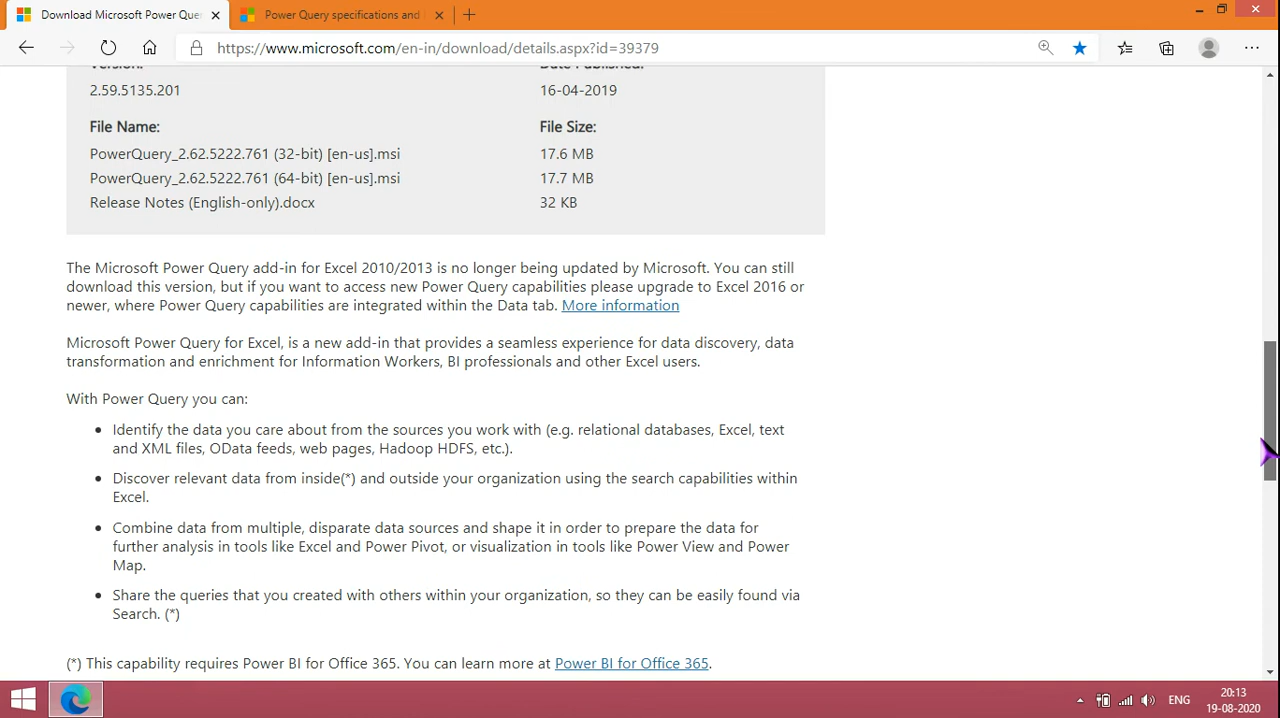 Download Microsoft Power Que
Power Query specifications and
https://www.microsoft.com/en-in/download/details.aspx?id=39379
Version:
Date Published:
2.59.5135.201
16-04-2019
File Name:
File Size:
PowerQuery_2.62.5222.761 (32-bit) [en-us].msi
17.6 MB
PowerQuery_2.62.5222.761 (64-bit) [en-us].msi
17.7 MB
Release Notes (English-only).docx
32 KB
The Microsoft Power Query add-in for Excel 2010/2013 is no longer being updated by Microsoft. You can still
download this version, but if you want to access new Power Query capabilities please upgrade to Excel 2016 or
newer, where Power Query capabilities are integrated within the Data tab. More information
Microsoft Power Query for Excel, is a new add-in that provides a seamless experience for data discovery, data
transformation and enrichment for Information Workers, BI professionals and other Excel users.
With Power Query you can:
• Identify the data you care about from the sources you work with (e.g. relational databases, Excel, text
and XML files, OData feeds, web pages, Hadoop HDFS, etc.).
• Discover relevant data from inside(*) and outside your organization using the search capabilities within
Excel.
• Combine data from multiple, disparate data sources and shape it in order to prepare the data for
further analysis in tools like Excel and Power Pivot, or visualization in tools like Power View and Power
Map.
• Share the queries that you created with others within your organization, so they can be easily found via
Search. (*)
(*) This capability requires Power BI for Office 365. You can learn more at Power BI for Office 365.
ENG
20:13
19-08-2020